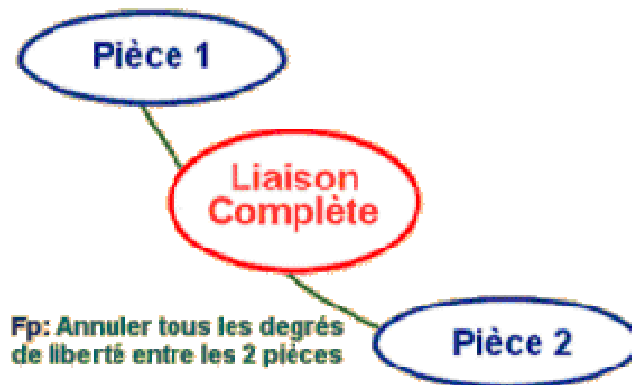 Pièce 1
Liaison
Complète
Fp: Annuler tous les degrés
de liberté entre les 2 pièces
Pièce 2